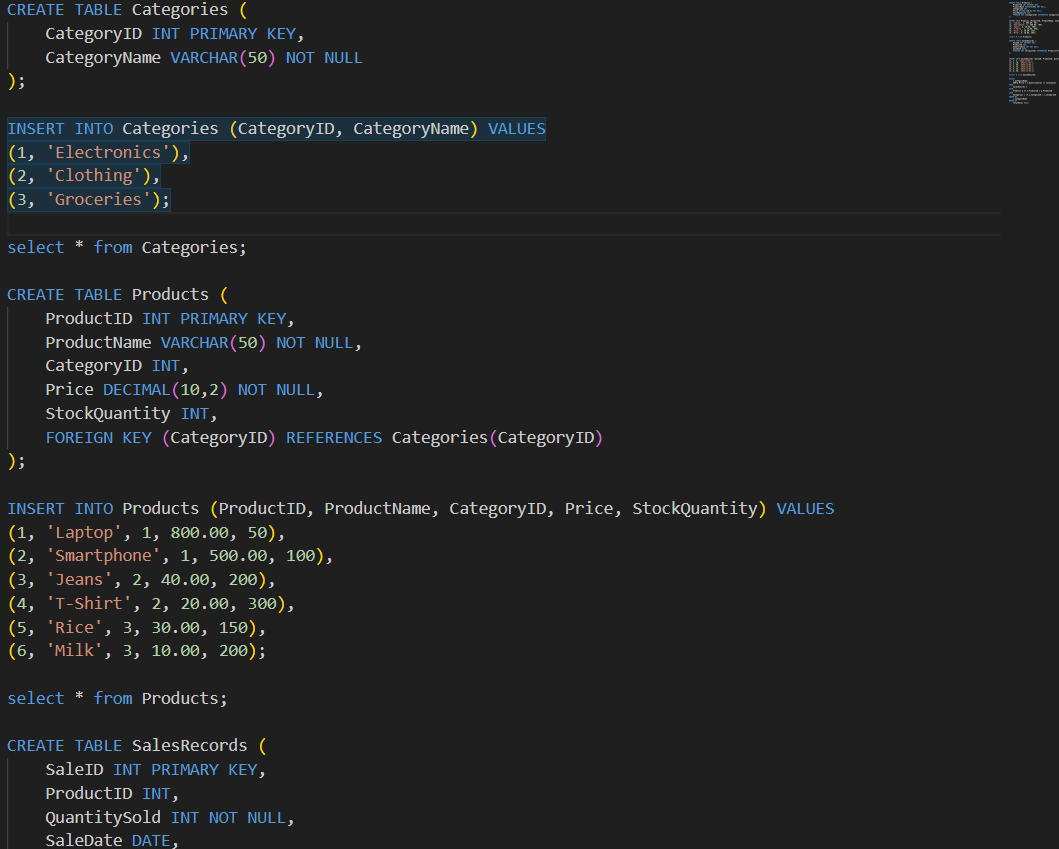 CREATE TABLE Categories (
    CategoryID INT PRIMARY KEY,
    CategoryName VARCHAR(50) NOT NULL
);

INSERT INTO Categories (CategoryID, CategoryName) VALUES
(1, 'Electronics'),
(2, 'Clothing'),
(3, 'Groceries');

select * from Categories;

CREATE TABLE Products (
    ProductID INT PRIMARY KEY,
    ProductName VARCHAR(50) NOT NULL,
    CategoryID INT,
    Price DECIMAL(10,2) NOT NULL,
    StockQuantity INT,
    FOREIGN KEY (CategoryID) REFERENCES Categories(CategoryID)
);

INSERT INTO Products (ProductID, ProductName, CategoryID, Price, StockQuantity) VALUES
(1, 'Laptop', 1, 800.00, 50),
(2, 'Smartphone', 1, 500.00, 100),
(3, 'Jeans', 2, 40.00, 200),
(4, 'T-Shirt', 2, 20.00, 300),
(5, 'Rice', 3, 30.00, 150),
(6, 'Milk', 3, 10.00, 200);

select * from Products;

CREATE TABLE SalesRecords (
    SaleID INT PRIMARY KEY,
    ProductID INT,
    QuantitySold INT NOT NULL,
    SaleDate DATE,